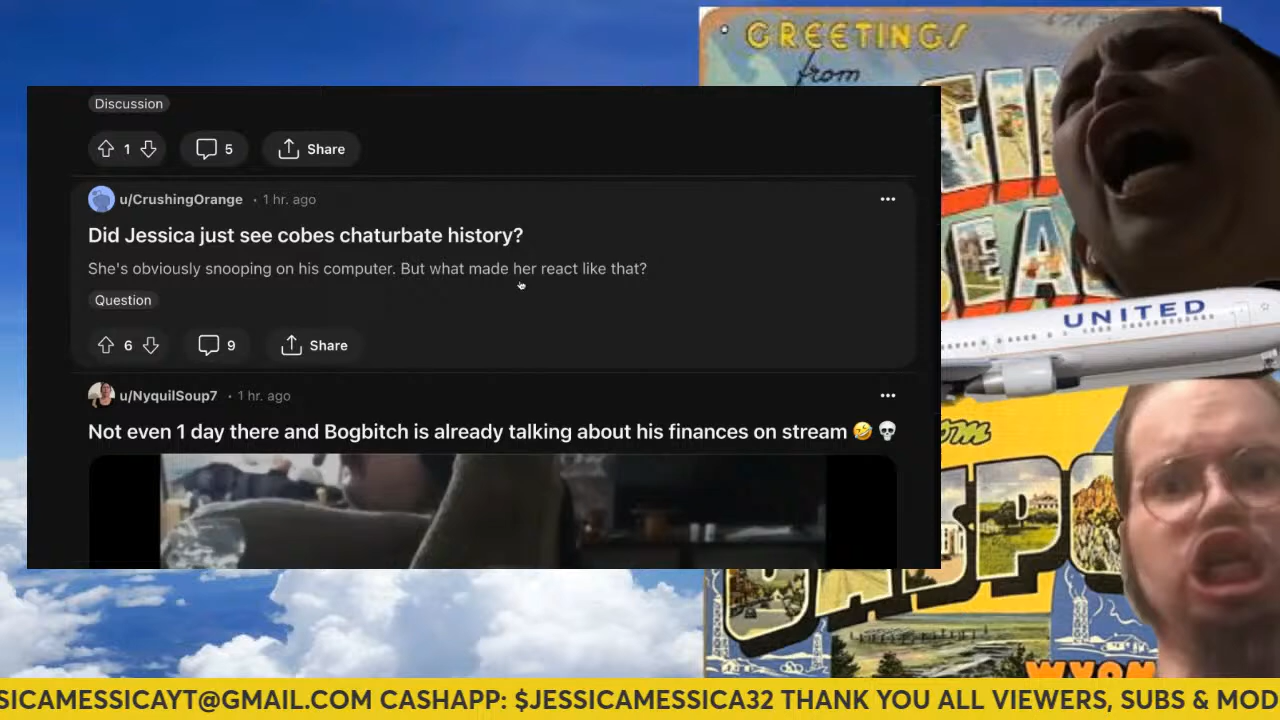 GREETINGS
from
Discussion
1
5
Share
u/CrushingOrange · 1 hr. ago
Did Jessica just see cobes chaturbate history?
She's obviously snooping on his computer. But what made her react like that?
Question
6
9
Share
u/NyquilSoup7 · 1 hr. ago
Not even 1 day there and Bogbitch is already talking about his finances on stream 🤣 💀
UNITED
SICAMESSICAYT@GMAIL.COM CASHAPP: $JESSICAMESSICA32 THANK YOU ALL VIEWERS, SUBS & MOD